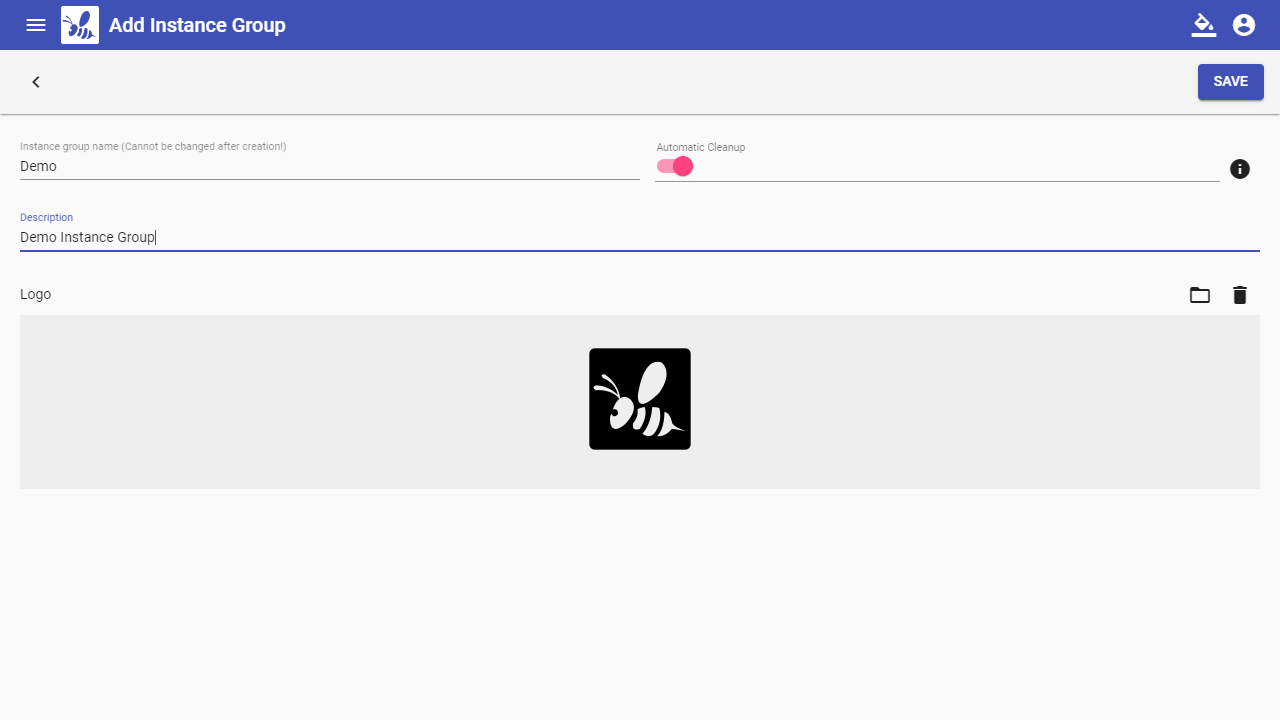 Add Instance Group
SAVE
Instance group name (Cannot be changed after creation!)
Demo
Automatic Cleanup
Description
Demo Instance Group
Logo